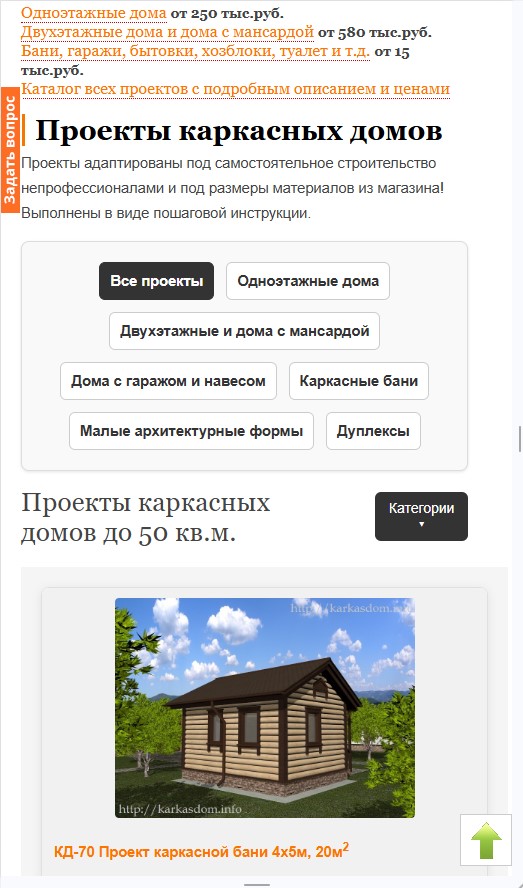 Одноэтажные дома от 250 тыс.руб.
Двухэтажные дома и дома с мансардой от 580 тыс.руб.
Бани, гаражи, бытовки, хозблоки, туалет и т.д. от 15
тыс.руб.
Каталог всех проектов с подробным описанием и ценами
Задать вопрос
Проекты каркасных домов
Проекты адаптированы под самостоятельное строительство
непрофессионалами и под размеры материалов из магазина!
Выполнены в виде пошаговой инструкции.
Все проекты
Одноэтажные дома
Двухэтажные и дома с мансардой
Дома с гаражом и навесом
Каркасные бани
Малые архитектурные формы
Дуплексы
Проекты каркасных
домов до 50 кв.м.
Категории
▼
http://karkasdom.info
http://karkasdom.info
КД-70 Проект каркасной бани 4х5м, 20м²